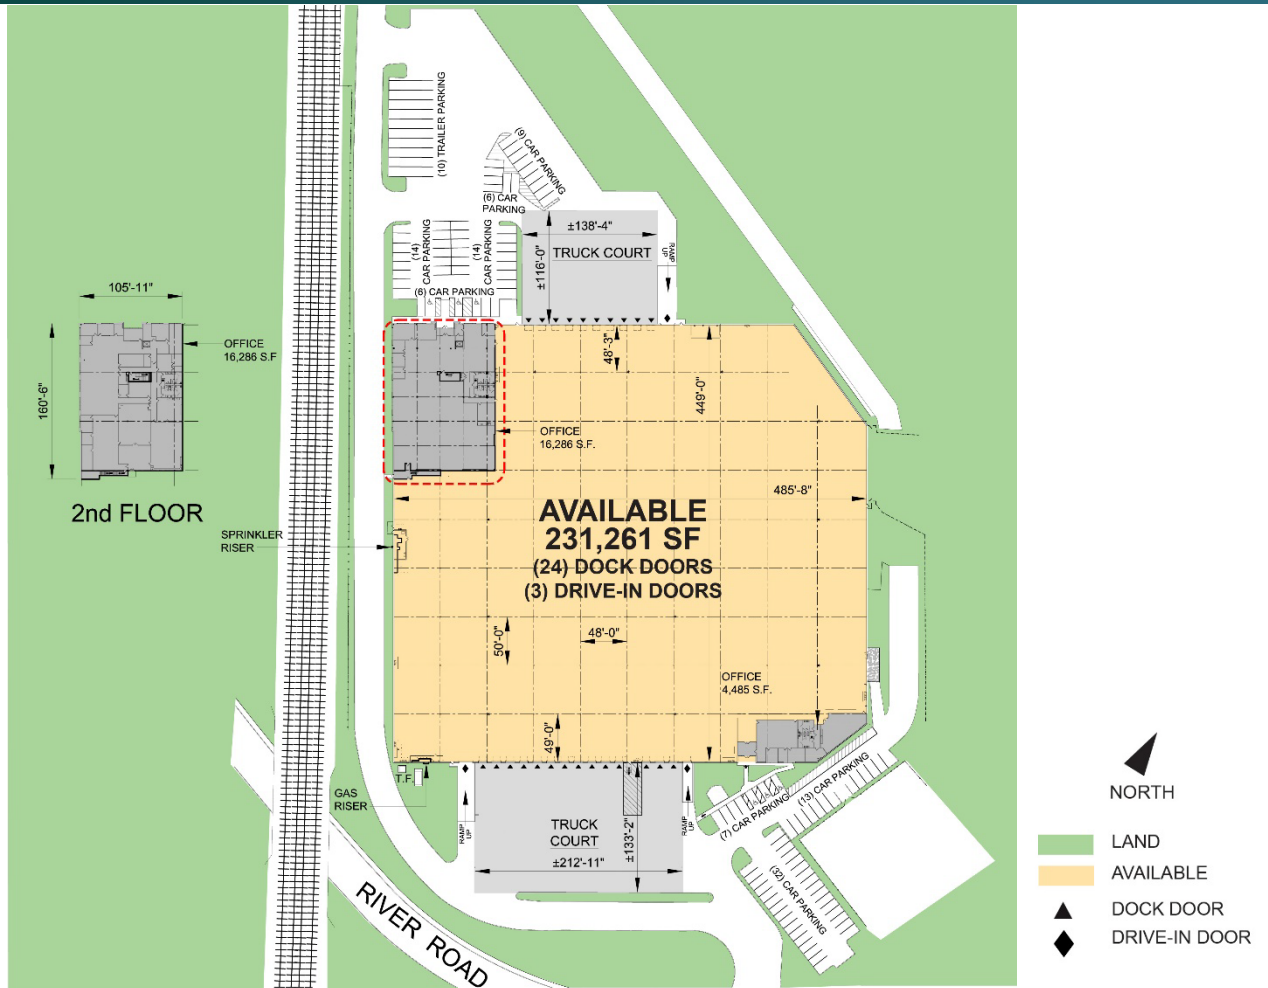 (10) TRAILER PARKING
(9) CAR PARKING
(6) CAR
PARKING
(14)
CAR PARKING
(14)
CAR PARKING
(6) CAR PARKING
±138'-4"
TRUCK COURT
±116'-0"
RAMP
UP
105'-11"
160'-6"
OFFICE
16,286 S.F
2nd FLOOR
48'-3"
449'-0"
OFFICE
16,286 S.F.
485'-8"
AVAILABLE
231,261 SF
(24) DOCK DOORS
(3) DRIVE-IN DOORS
SPRINKLER
RISER
50'-0"
48'-0"
OFFICE
4,485 S.F.
49'-0"
T.F.
GAS
RISER
RAMP
UP
TRUCK
COURT
±212'-11"
±133'-2"
RAMP
UP
(7) CAR PARKING
(13) CAR PARKING
(32) CAR PARKING
RIVER ROAD
NORTH
LAND
AVAILABLE
DOCK DOOR
DRIVE-IN DOOR